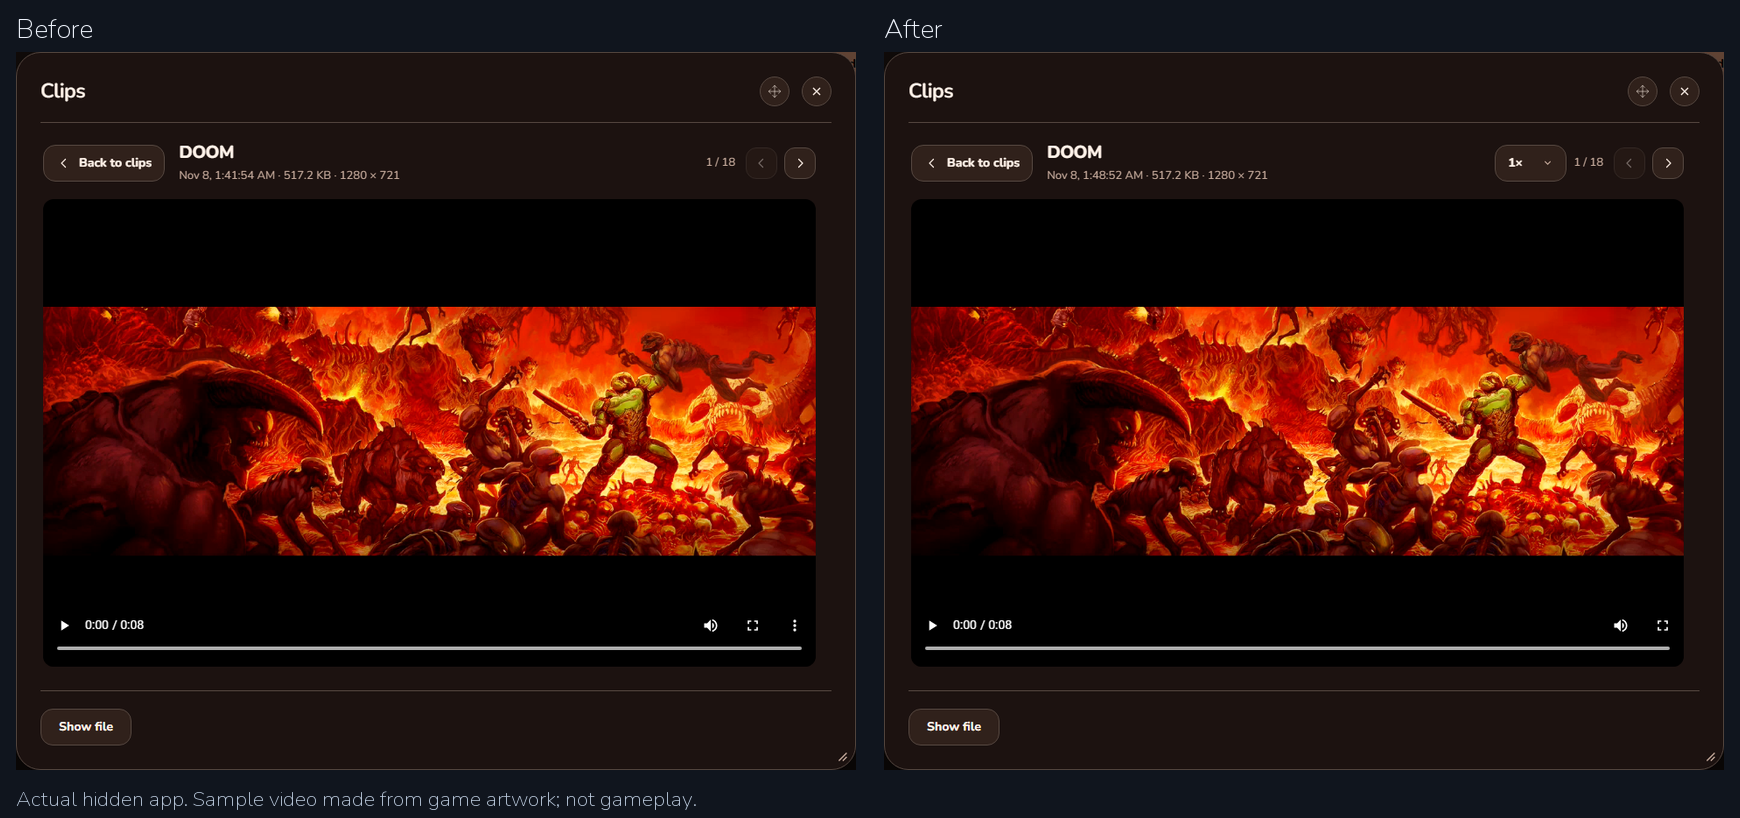 Before
Clips
Back to clips
DOOM
Nov 8, 1:41:54 AM · 517.2 KB · 1280 × 721
1 / 18
0:00 / 0:08
Show file
After
Clips
Back to clips
DOOM
Nov 8, 1:48:52 AM · 517.2 KB · 1280 × 721
1×
1 / 18
0:00 / 0:08
Show file
Actual hidden app. Sample video made from game artwork; not gameplay.